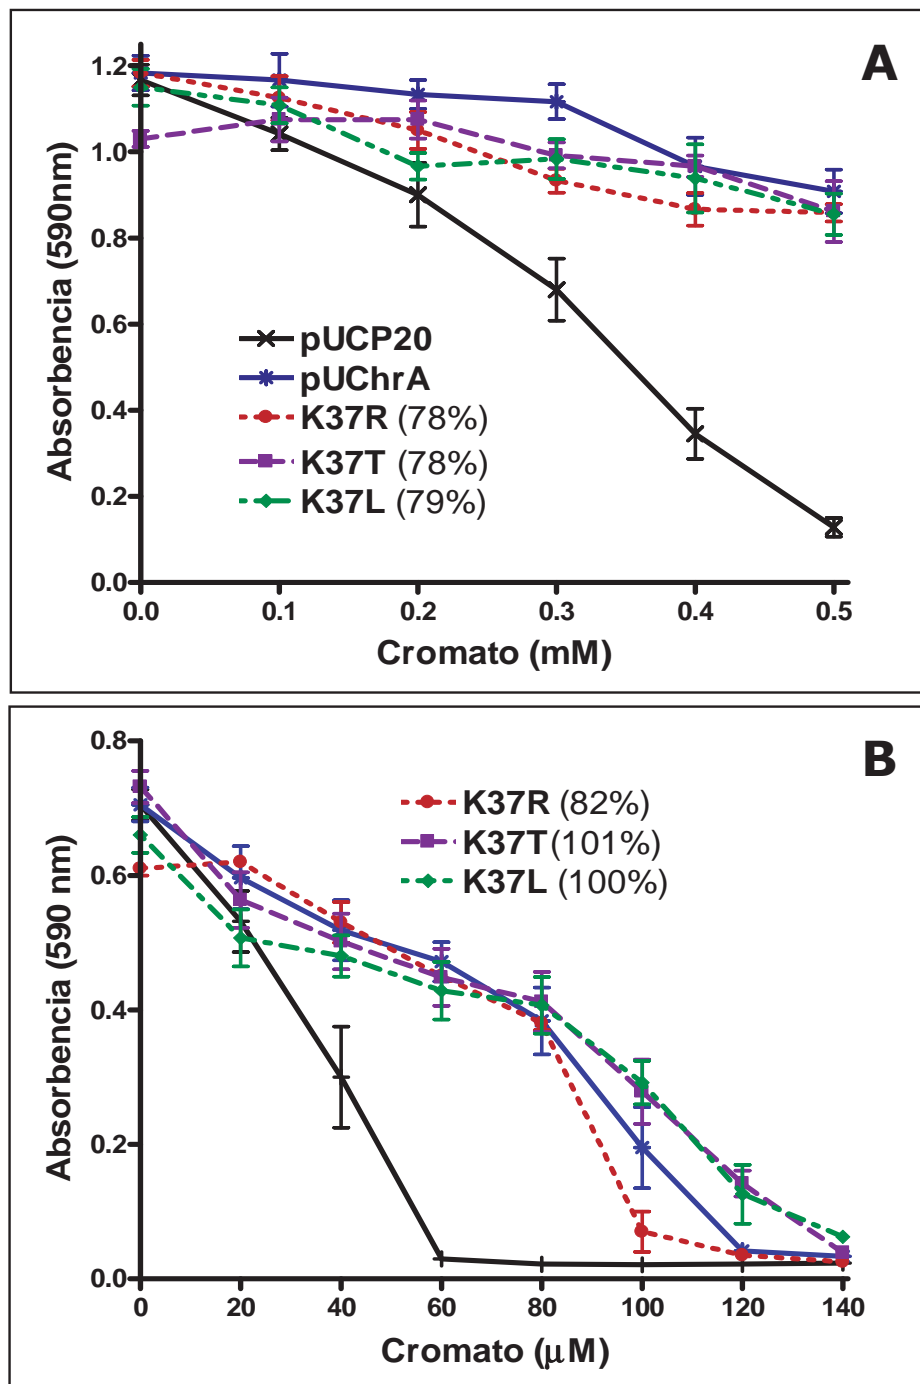 A
1.2
1.0
0.8
0.6
0.4
0.2
0.0
Absorbencia (590nm)
pUCP20
pUChrA
K37R (78%)
K37T (78%)
K37L (79%)
0.0 0.1 0.2 0.3 0.4 0.5
Cromato (mM)
B
0.8
0.6
0.4
0.2
0.0
Absorbencia (590 nm)
K37R (82%)
K37T(101%)
K37L (100%)
0 20 40 60 80 100 120 140
Cromato (μM)